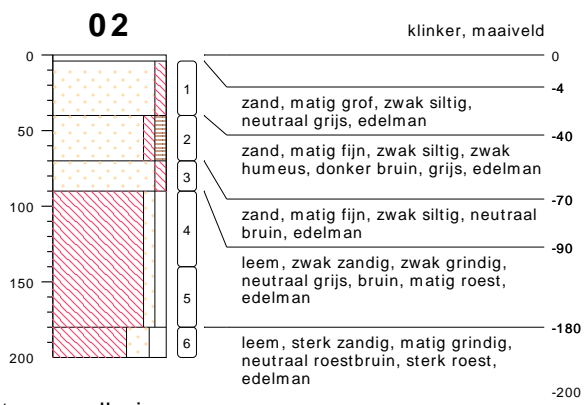 02
klinker, maaiveld
0
0
-4
1
zand, matig grof, zwak siltig,
neutraal grijs, edelman
-40
50
2
zand, matig fijn, zwak siltig, zwak
humeus, donker bruin, grijs, edelman
-70
3
zand, matig fijn, zwak siltig, neutraal
bruin, edelman
-90
100
4
leem, zwak zandig, zwak grindig,
neutraal grijs, bruin, matig roest,
edelman
150
5
-180
200
6
leem, sterk zandig, matig grindig,
neutraal roestbruin, sterk roest,
edelman
-200